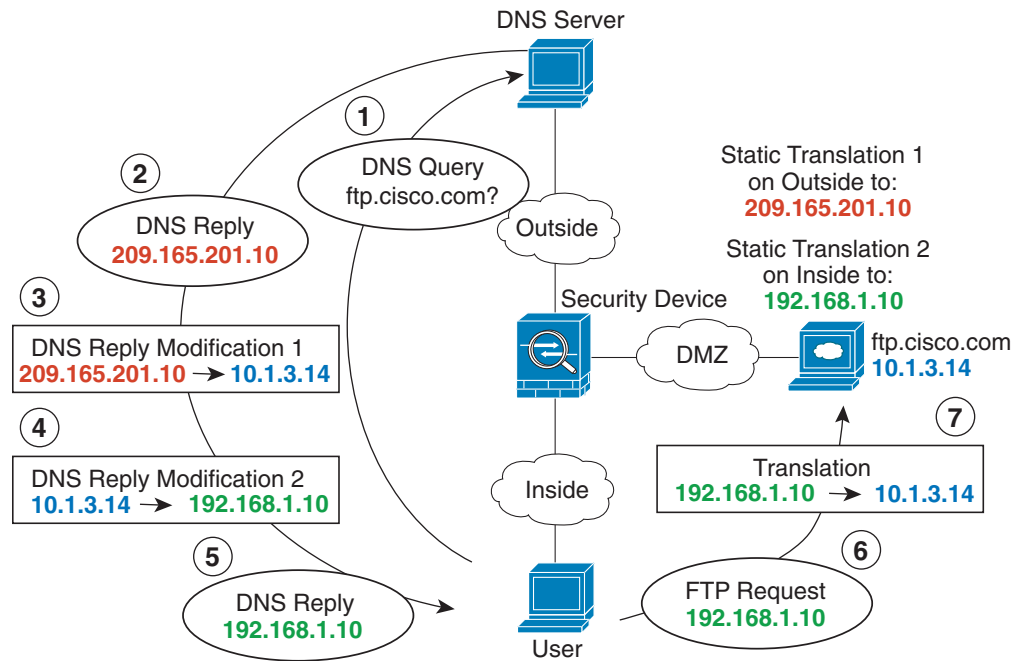 DNS Server
1
DNS Query
ftp.cisco.com?
2
DNS Reply
209.165.201.10
Outside
Static Translation 1
on Outside to:
209.165.201.10
Static Translation 2
on Inside to:
192.168.1.10
3
DNS Reply Modification 1
209.165.201.10 → 10.1.3.14
Security Device
DMZ
ftp.cisco.com
10.1.3.14
4
DNS Reply Modification 2
10.1.3.14 → 192.168.1.10
Inside
7
Translation
192.168.1.10 → 10.1.3.14
5
DNS Reply
192.168.1.10
User
6
FTP Request
192.168.1.10